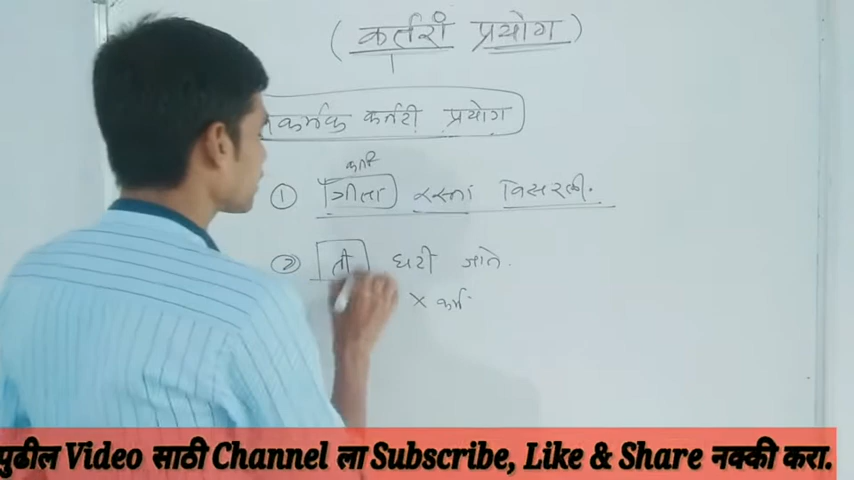 ( कर्तरी प्रयोग )
कर्मक कर्तरी प्रयोग
कर्ता
① गीता रस्ता विसरली.
② ती घरी जाते.
× कर्म
पुढील Video साठी Channel ला Subscribe, Like & Share नक्की करा.